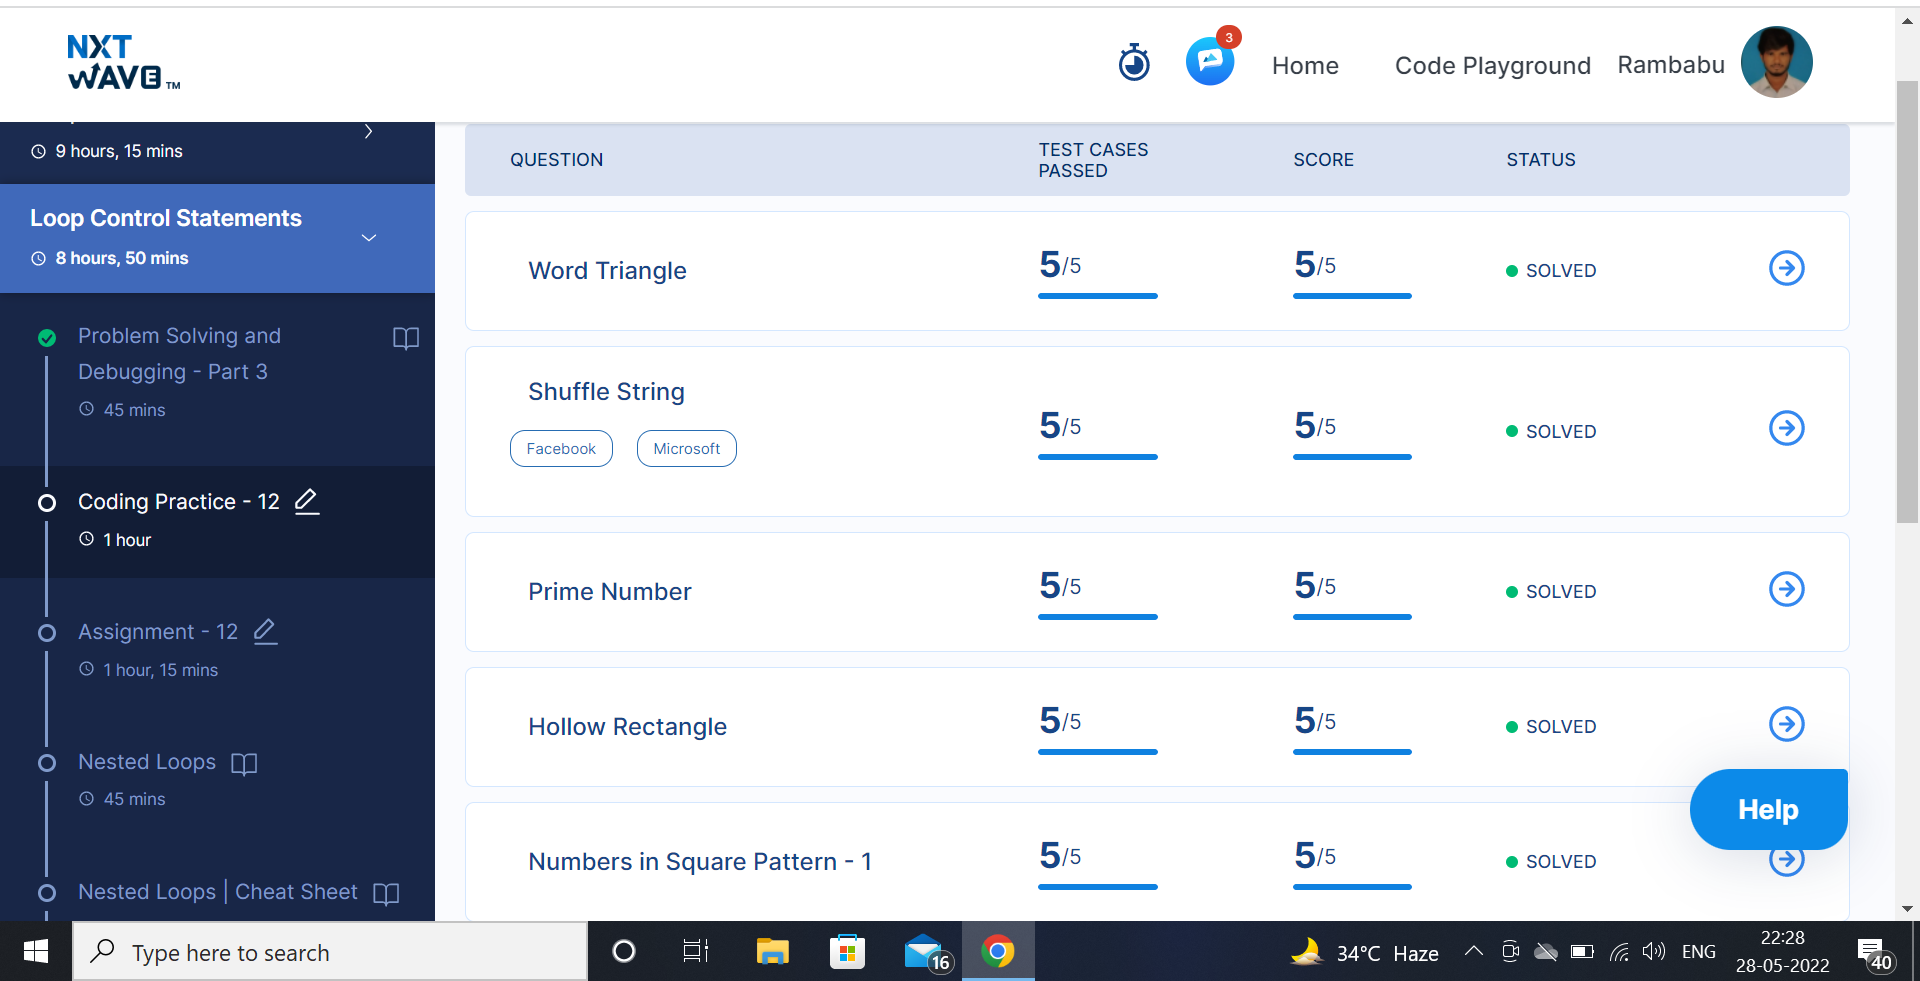 NXT
WAVE TM
3
Home
Code Playground
Rambabu
9 hours, 15 mins
Loop Control Statements
8 hours, 50 mins
Problem Solving and
Debugging - Part 3
45 mins
Coding Practice - 12
1 hour
Assignment - 12
1 hour, 15 mins
Nested Loops
45 mins
Nested Loops | Cheat Sheet
QUESTION
TEST CASES
PASSED
SCORE
STATUS
Word Triangle
5/5
5/5
SOLVED
Shuffle String
Facebook
Microsoft
5/5
5/5
SOLVED
Prime Number
5/5
5/5
SOLVED
Hollow Rectangle
5/5
5/5
SOLVED
Numbers in Square Pattern - 1
5/5
5/5
SOLVED
Help
Type here to search
16
34°C Haze
ENG
22:28
28-05-2022
40